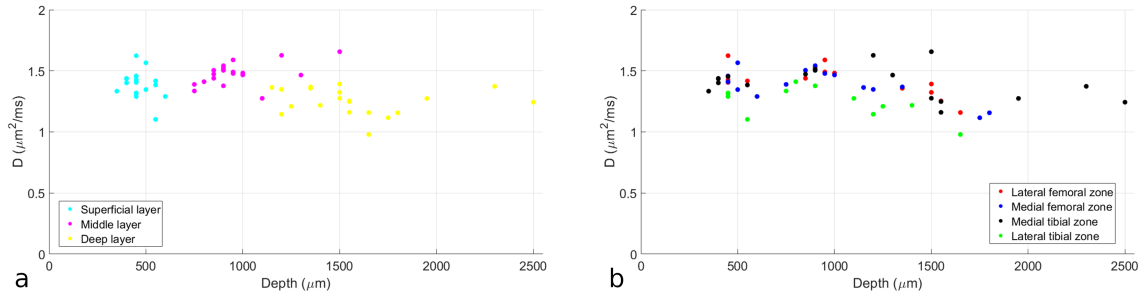 2
1.5
1
0.5
0
D (μm²/ms)
Superficial layer
Middle layer
Deep layer
0 500 1000 1500 2000 2500
Depth (μm)
a
2
1.5
1
0.5
0
D (μm²/ms)
Lateral femoral zone
Medial femoral zone
Medial tibial zone
Lateral tibial zone
0 500 1000 1500 2000 2500
Depth (μm)
b